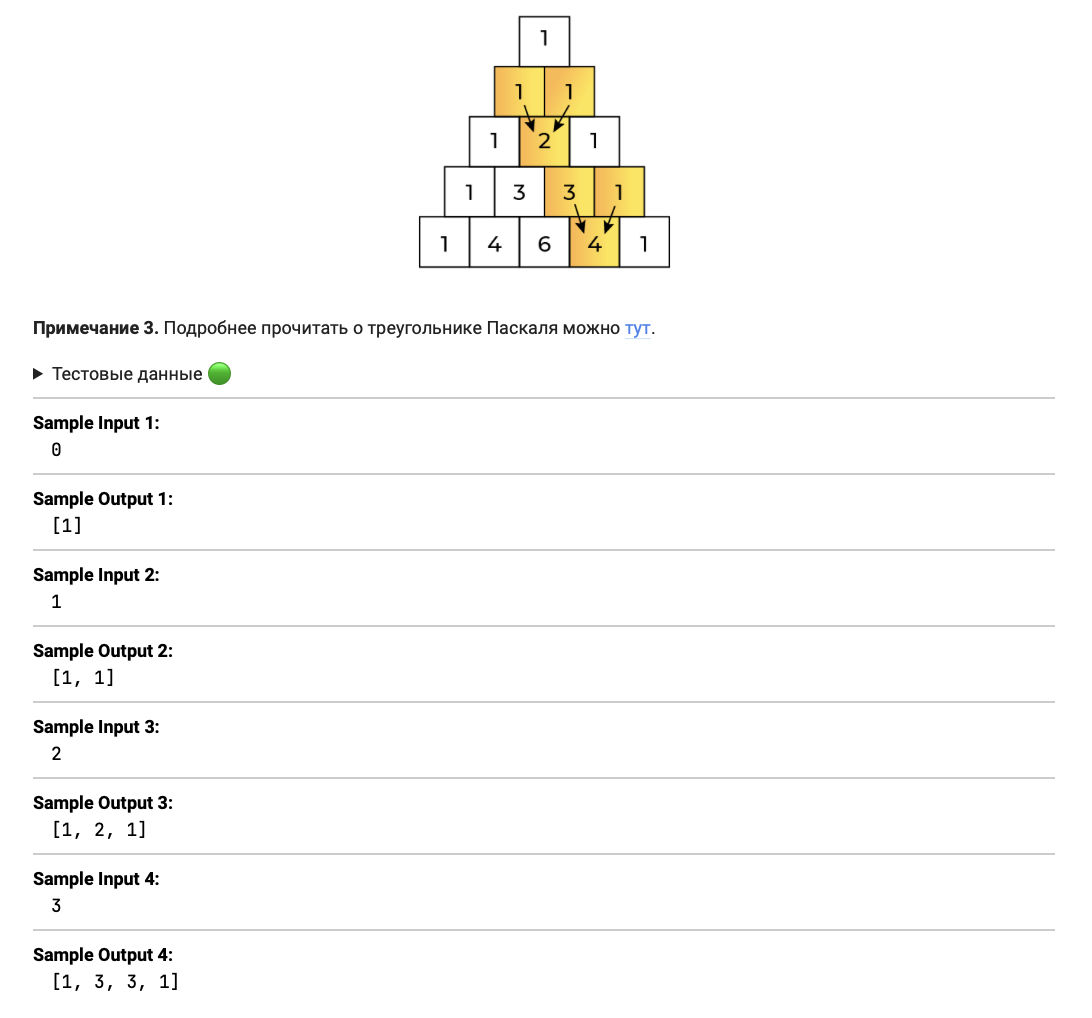 1
1 1
1 2 1
1 3 3 1
1 4 6 4 1
Примечание 3. Подробнее прочитать о треугольнике Паскаля можно тут.
Тестовые данные
Sample Input 1:
0
Sample Output 1:
[1]
Sample Input 2:
1
Sample Output 2:
[1, 1]
Sample Input 3:
2
Sample Output 3:
[1, 2, 1]
Sample Input 4:
3
Sample Output 4:
[1, 3, 3, 1]